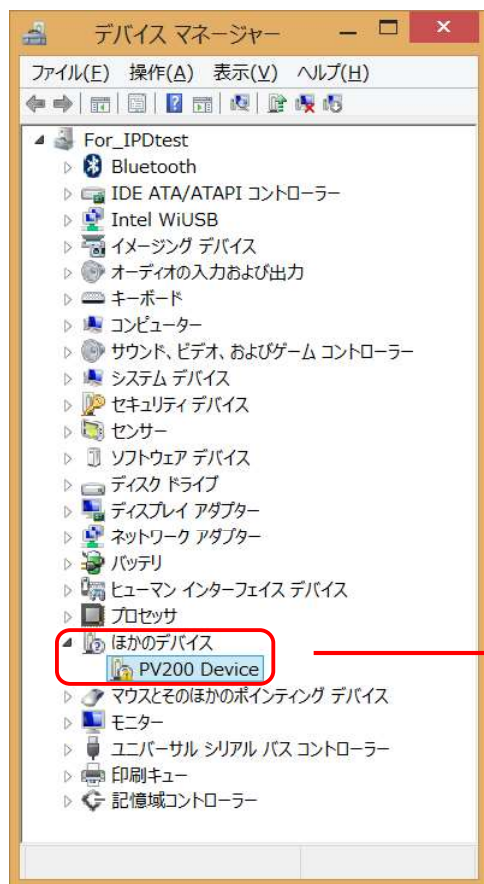 デバイス マネージャー
ファイル(F) 操作(A) 表示(V) ヘルプ(H)
For_IPDtest
Bluetooth
IDE ATA/ATAPI コントローラー
Intel WiUSB
イメージング デバイス
オーディオの入力および出力
キーボード
コンピューター
サウンド、ビデオ、およびゲーム コントローラー
システム デバイス
セキュリティ デバイス
センサー
ソフトウェア デバイス
ディスク ドライブ
ディスプレイ アダプター
ネットワーク アダプター
バッテリ
ヒューマン インターフェイス デバイス
プロセッサ
ほかのデバイス
PV200 Device
マウスとそのほかのポインティング デバイス
モニター
ユニバーサル シリアル バス コントローラー
印刷キュー
記憶域コントローラー